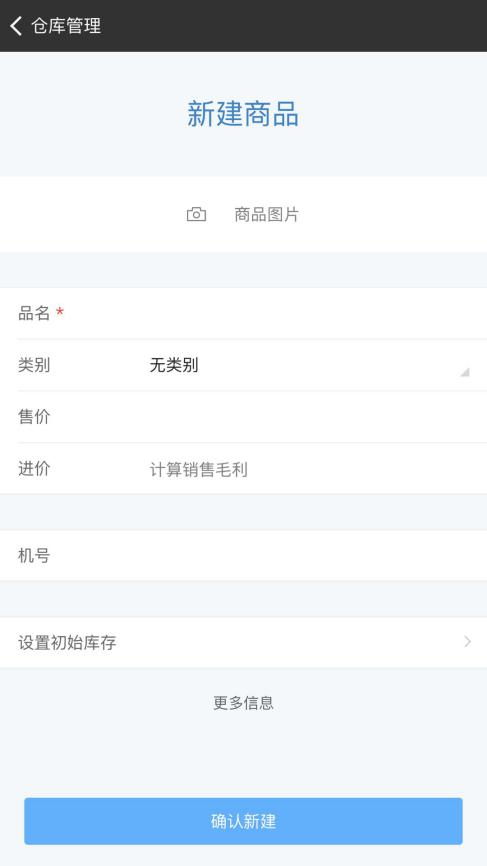 仓库管理
新建商品
商品图片
品名 *
类别 无类别
售价
进价 计算销售毛利
机号
设置初始库存
更多信息
确认新建